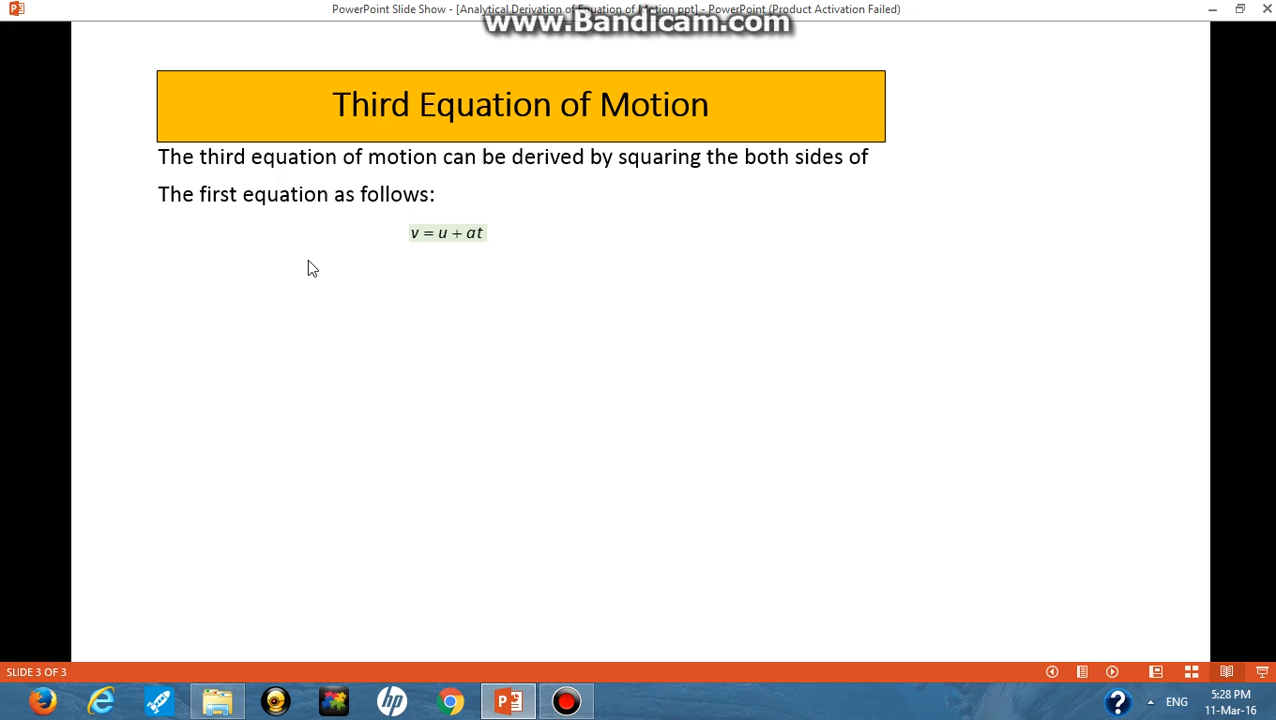 PowerPoint Slide Show - [Analytical Derivation of Equation of Motion.ppt] - PowerPoint (Product Activation Failed)
www.Bandicam.com
Third Equation of Motion
The third equation of motion can be derived by squaring the both sides of
The first equation as follows:
v = u + at
SLIDE 3 OF 3
hp
ENG
5:28 PM
11-Mar-16